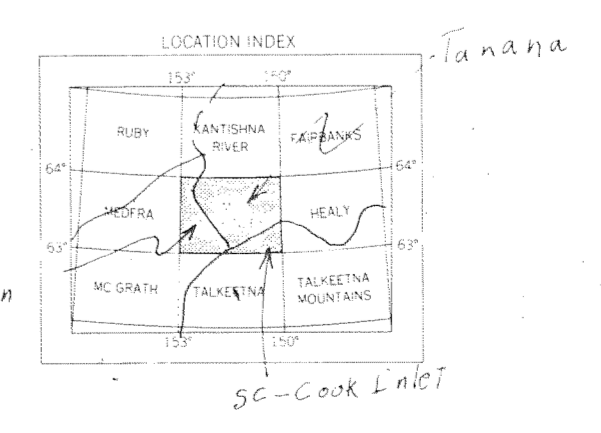 LOCATION INDEX
Tanana
153° 150°
RUBY KANTISHNA RIVER FAIRBANKS
64° 64°
MEDFRA HEALY
63° 63°
MC GRATH TALKEETNA TALKEETNA MOUNTAINS
n
153° 150°
SC-Cook Inlet